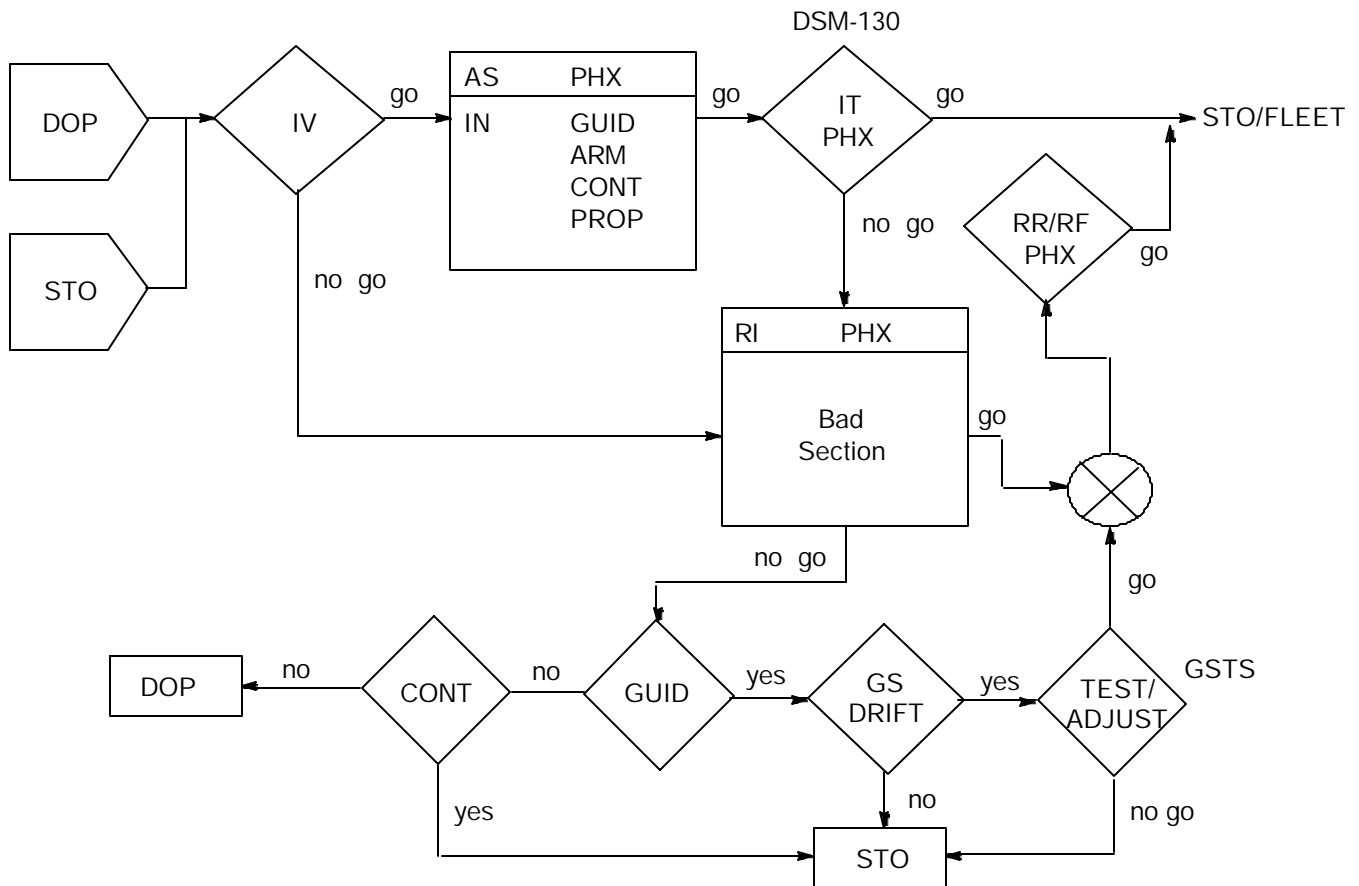 DSM-130
DOP
IV
go
AS PHX
IN GUID
ARM
CONT
PROP
go
IT
PHX
go
STO/FLEET
STO
no go
no go
RR/RF
PHX
go
RI PHX
Bad
Section
go
no go
go
DOP
no
CONT
no
GUID
yes
GS
DRIFT
yes
TEST/
ADJUST
GSTS
yes
no
no go
STO